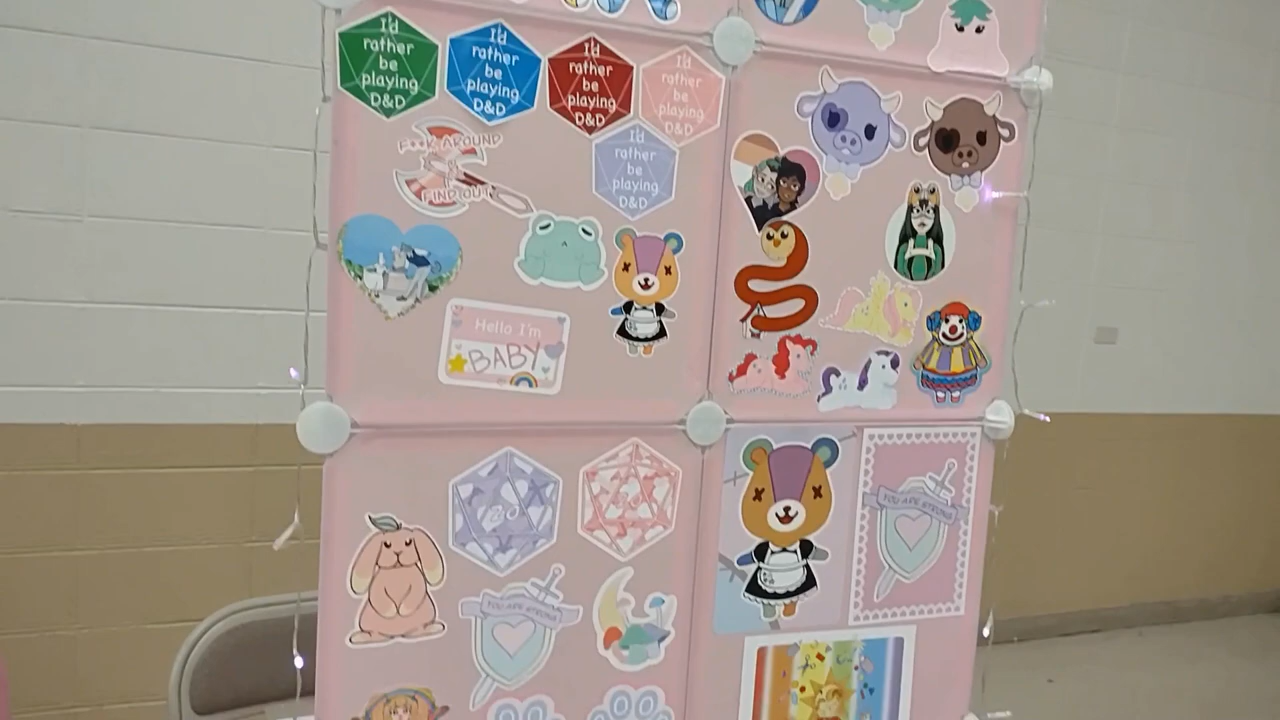 I'd
rather
be
playing
D&D
I'd
rather
be
playing
D&D
I'd
rather
be
playing
D&D
I'd
rather
be
playing
D&D
I'd
rather
be
playing
D&D
F**K AROUND
&
FIND OUT
Hello I'm
BABY
20
YOU ARE STRONG
YOU ARE STRONG